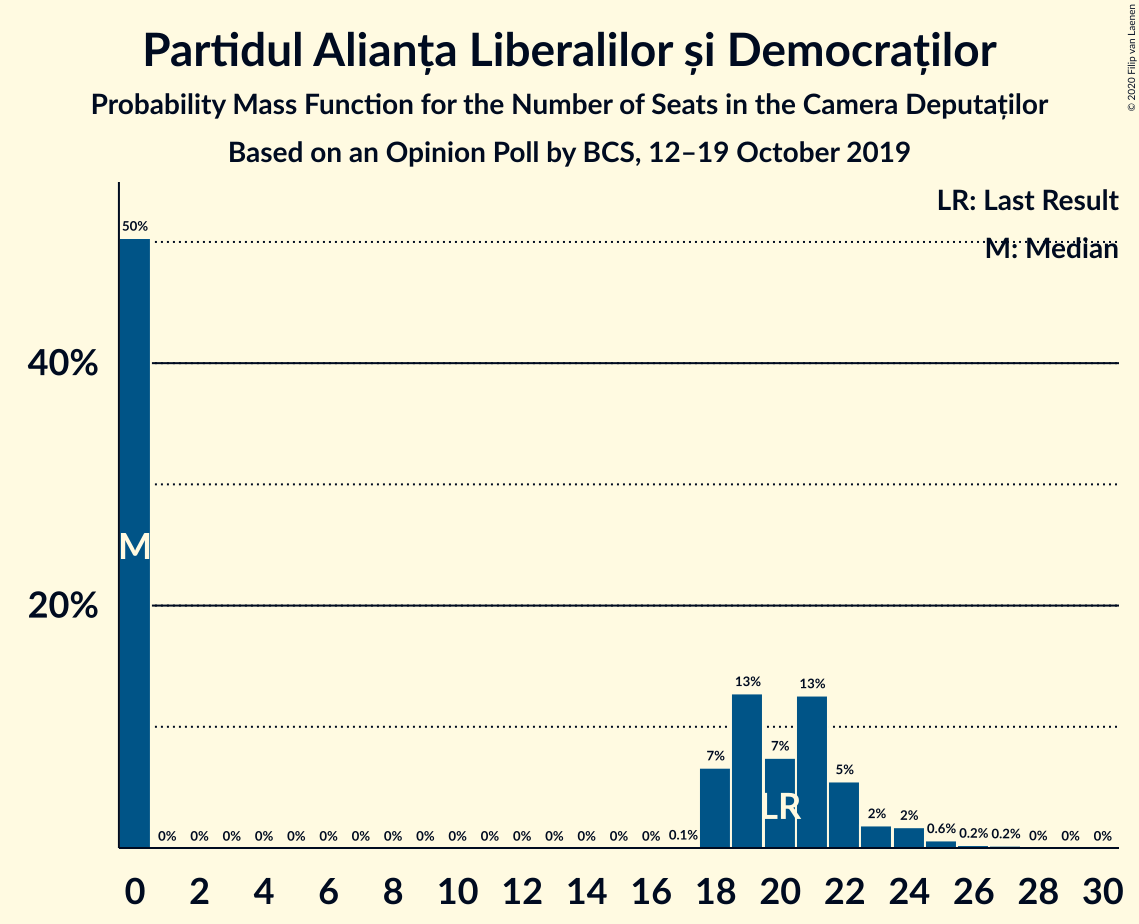 Partidul Alianța Liberalilor și Democraților
Probability Mass Function for the Number of Seats in the Camera Deputaților
Based on an Opinion Poll by BCS, 12–19 October 2019
© 2020 Filip van Laenen
LR: Last Result
M: Median
50%
40%
20%
M
LR
0% 0% 0% 0% 0% 0% 0% 0% 0% 0% 0% 0% 0% 0% 0% 0% 0.1% 7% 13% 7% 13% 5% 2% 2% 0.6% 0.2% 0.2% 0% 0% 0%
0 2 4 6 8 10 12 14 16 18 20 22 24 26 28 30